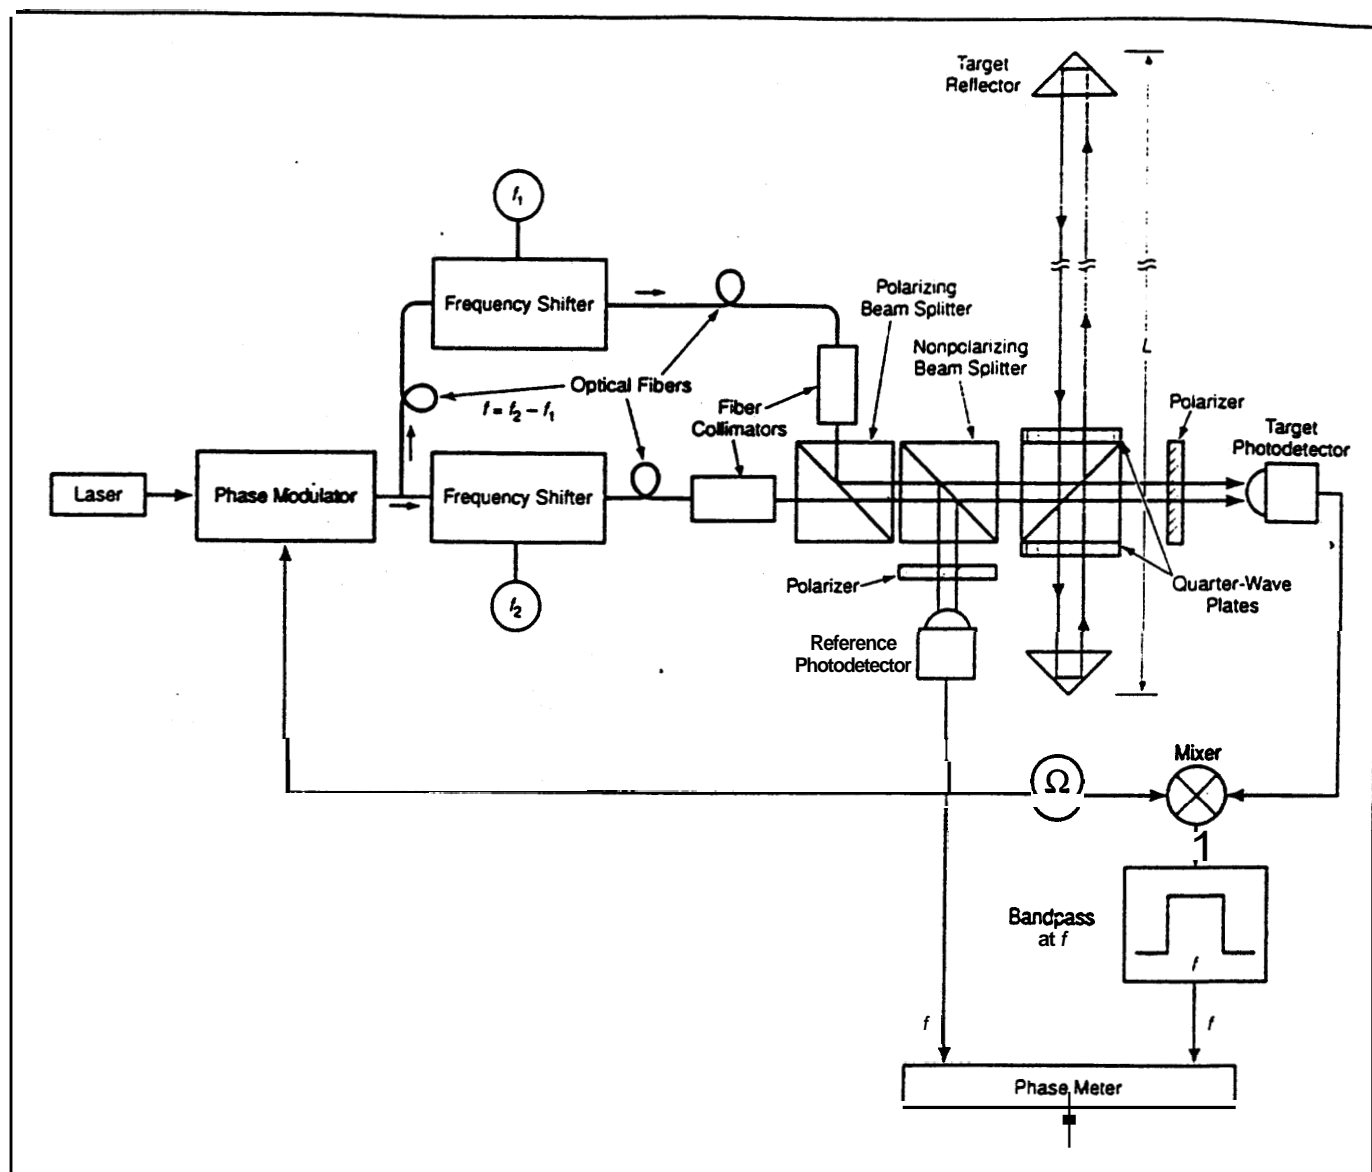 Target
Reflector
f₁
Polarizing
Beam Splitter
Frequency Shifter
Nonpolarizing
Beam Splitter
L
Optical Fibers
f = f₂ – f₁
Fiber
Collimators
Polarizer
Target
Photodetector
Laser
Phase Modulator
Frequency Shifter
Polarizer
Quarter-Wave
Plates
f₂
Reference
Photodetector
Mixer
Ω
1
Bandpass
at f
f
f
f
Phase Meter